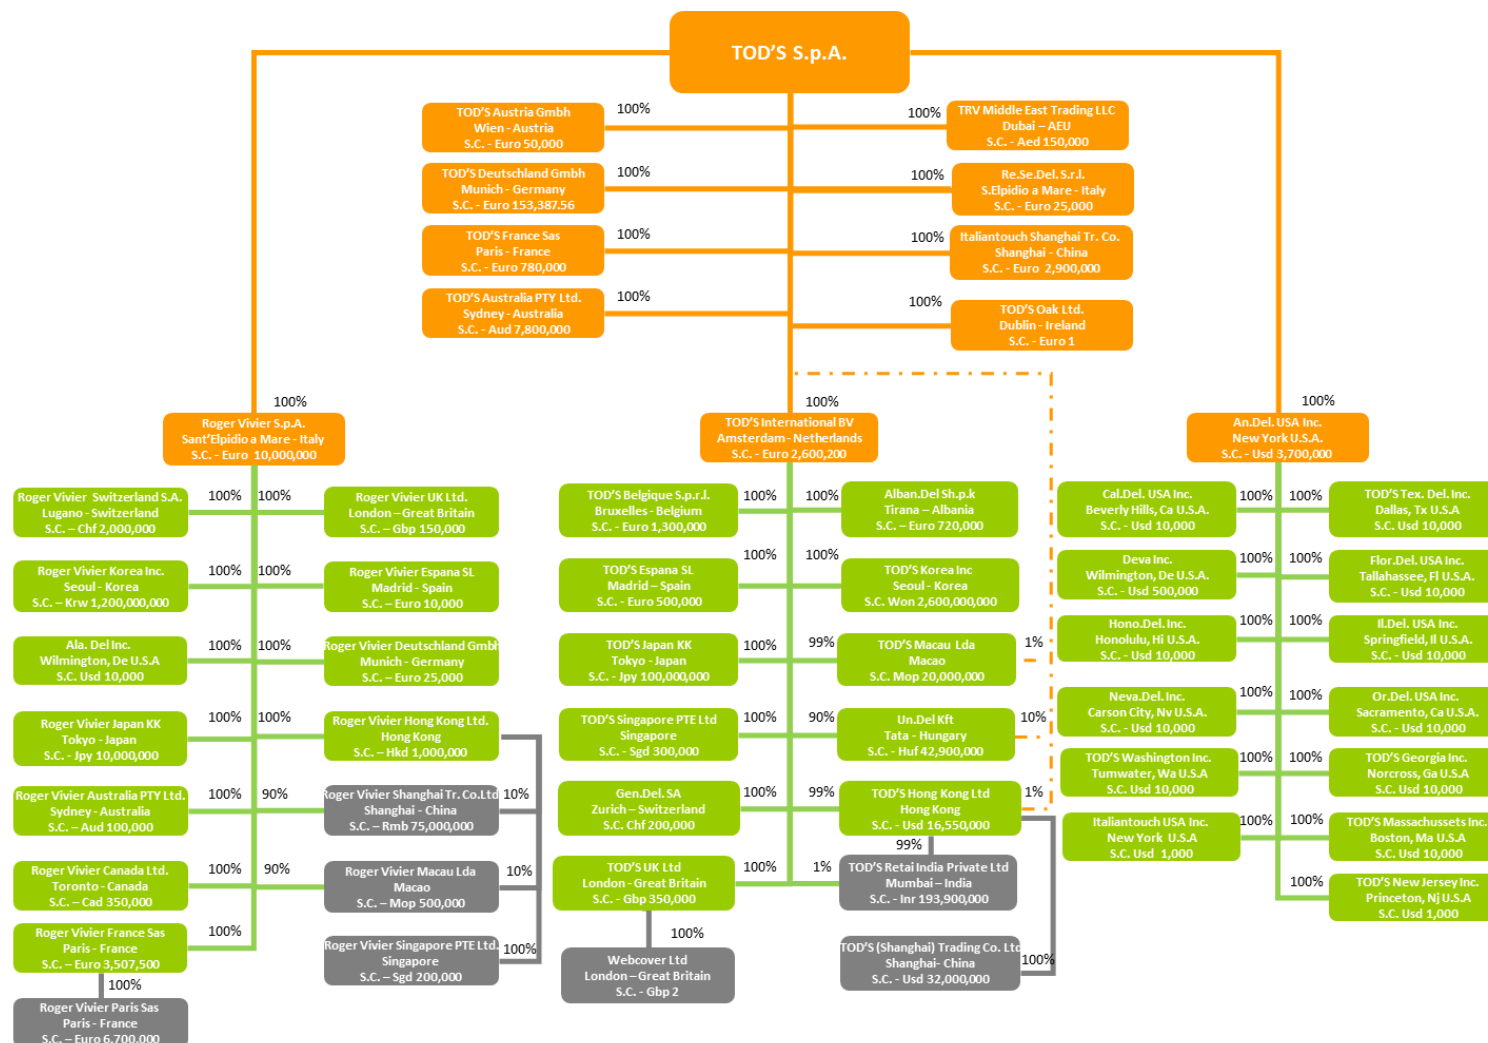 TOD'S S.p.A.
TOD'S Austria Gmbh
Wien - Austria
S.C. - Euro 50,000
100%
100%
TRV Middle East Trading LLC
Dubai – AEU
S.C. - Aed 150,000
TOD'S Deutschland Gmbh
Munich - Germany
S.C. - Euro 153,387.56
100%
100%
Re.Se.Del. S.r.l.
S.Elpidio a Mare - Italy
S.C. - Euro 25,000
TOD'S France Sas
Paris - France
S.C. - Euro 780,000
100%
100%
Italiantouch Shanghai Tr. Co.
Shanghai - China
S.C. - Euro 2,900,000
TOD'S Australia PTY Ltd.
Sydney - Australia
S.C. - Aud 7,800,000
100%
100%
TOD'S Oak Ltd.
Dublin - Ireland
S.C. - Euro 1
100%
Roger Vivier S.p.A.
Sant'Elpidio a Mare - Italy
S.C. - Euro 10,000,000
100%
TOD'S International BV
Amsterdam - Netherlands
S.C. - Euro 2,600,200
100%
An.Del. USA Inc.
New York U.S.A.
S.C. - Usd 3,700,000
Roger Vivier Switzerland S.A.
Lugano - Switzerland
S.C. – Chf 2,000,000
100%
100%
Roger Vivier UK Ltd.
London – Great Britain
S.C. – Gbp 150,000
Roger Vivier Korea Inc.
Seoul - Korea
S.C. – Krw 1,200,000,000
100%
100%
Roger Vivier Espana SL
Madrid – Spain
S.C. – Euro 10,000
Ala. Del Inc.
Wilmington, De U.S.A
S.C. Usd 10,000
100%
100%
Roger Vivier Deutschland Gmbh
Munich - Germany
S.C. – Euro 25,000
Roger Vivier Japan KK
Tokyo – Japan
S.C. - Jpy 10,000,000
100%
100%
Roger Vivier Hong Kong Ltd.
Hong Kong
S.C. – Hkd 1,000,000
Roger Vivier Australia PTY Ltd.
Sydney - Australia
S.C. – Aud 100,000
100%
90%
Roger Vivier Shanghai Tr. Co.Ltd
Shanghai - China
S.C. – Rmb 75,000,000
10%
Roger Vivier Canada Ltd.
Toronto - Canada
S.C. - Cad 350,000
100%
90%
Roger Vivier Macau Lda
Macao
S.C. – Mop 500,000
10%
Roger Vivier France Sas
Paris - France
S.C. – Euro 3,507,500
100%
Roger Vivier Singapore PTE Ltd.
Singapore
S.C. – Sgd 200,000
100%
100%
Roger Vivier Paris Sas
Paris - France
S.C. – Euro 6,700,000
TOD'S Belgique S.p.r.l.
Bruxelles - Belgium
S.C. - Euro 1,300,000
100%
100%
Alban.Del Sh.p.k
Tirana – Albania
S.C. – Euro 720,000
TOD'S Espana SL
Madrid – Spain
S.C. - Euro 500,000
100%
100%
TOD'S Korea Inc
Seoul - Korea
S.C. Won 2,600,000,000
TOD'S Japan KK
Tokyo - Japan
S.C. - Jpy 100,000,000
100%
99%
TOD'S Macau Lda
Macao
S.C. Mop 20,000,000
1%
TOD'S Singapore PTE Ltd
Singapore
S.C. - Sgd 300,000
100%
90%
Un.Del Kft
Tata - Hungary
S.C. - Huf 42,900,000
10%
Gen.Del. SA
Zurich – Switzerland
S.C. Chf 200,000
100%
99%
TOD'S Hong Kong Ltd
Hong Kong
S.C. - Usd 16,550,000
1%
99%
TOD'S UK Ltd
London - Great Britain
S.C. - Gbp 350,000
100%
1%
TOD'S Retai India Private Ltd
Mumbai – India
S.C. - Inr 193,900,000
100%
Webcover Ltd
London – Great Britain
S.C. - Gbp 2
TOD'S (Shanghai) Trading Co. Ltd
Shanghai- China
S.C. - Usd 32,000,000
100%
Cal.Del. USA Inc.
Beverly Hills, Ca U.S.A.
S.C. - Usd 10,000
100%
100%
TOD'S Tex. Del. Inc.
Dallas, Tx U.S.A
S.C. Usd 10,000
Deva Inc.
Wilmington, De U.S.A.
S.C. - Usd 500,000
100%
100%
Flor.Del. USA Inc.
Tallahassee, Fl U.S.A.
S.C. - Usd 10,000
Hono.Del. Inc.
Honolulu, Hi U.S.A.
S.C. - Usd 10,000
100%
100%
Il.Del. USA Inc.
Springfield, Il U.S.A.
S.C. - Usd 10,000
Neva.Del. Inc.
Carson City, Nv U.S.A.
S.C. - Usd 10,000
100%
100%
Or.Del. USA Inc.
Sacramento, Ca U.S.A.
S.C. - Usd 10,000
TOD'S Washington Inc.
Tumwater, Wa U.S.A
S.C. Usd 10,000
100%
100%
TOD'S Georgia Inc.
Norcross, Ga U.S.A
S.C. Usd 10,000
Italiantouch USA Inc.
New York U.S.A
S.C. Usd 1,000
100%
100%
TOD'S Massachussets Inc.
Boston, Ma U.S.A
S.C. Usd 10,000
100%
TOD'S New Jersey Inc.
Princeton, Nj U.S.A
S.C. Usd 1,000